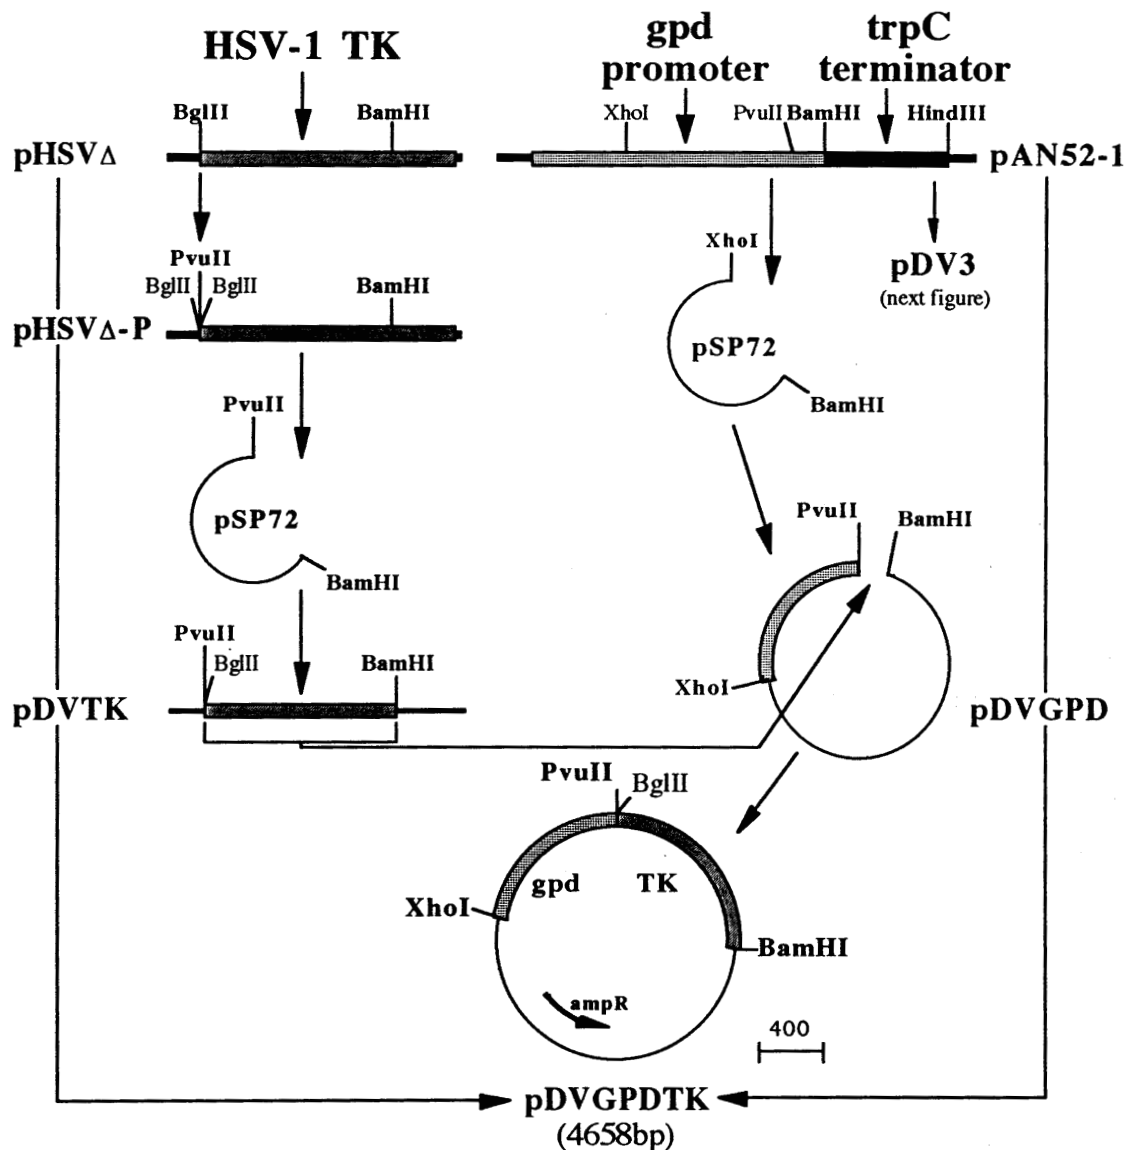 HSV-1 TK
gpd
promoter
trpC
terminator
BglII
BamHI
XhoI
PvuII
BamHI
HindIII
pHSVΔ
pAN52-1
PvuII
BglII
BglII
BamHI
pHSVΔ-P
XhoI
pSP72
BamHI
pDV3
(next figure)
PvuII
pSP72
BamHI
PvuII
BamHI
XhoI
PvuII
BglII
BamHI
pDVTK
pDVGPD
PvuII
BglII
gpd
TK
XhoI
BamHI
ampR
400
pDVGPDTK
(4658bp)